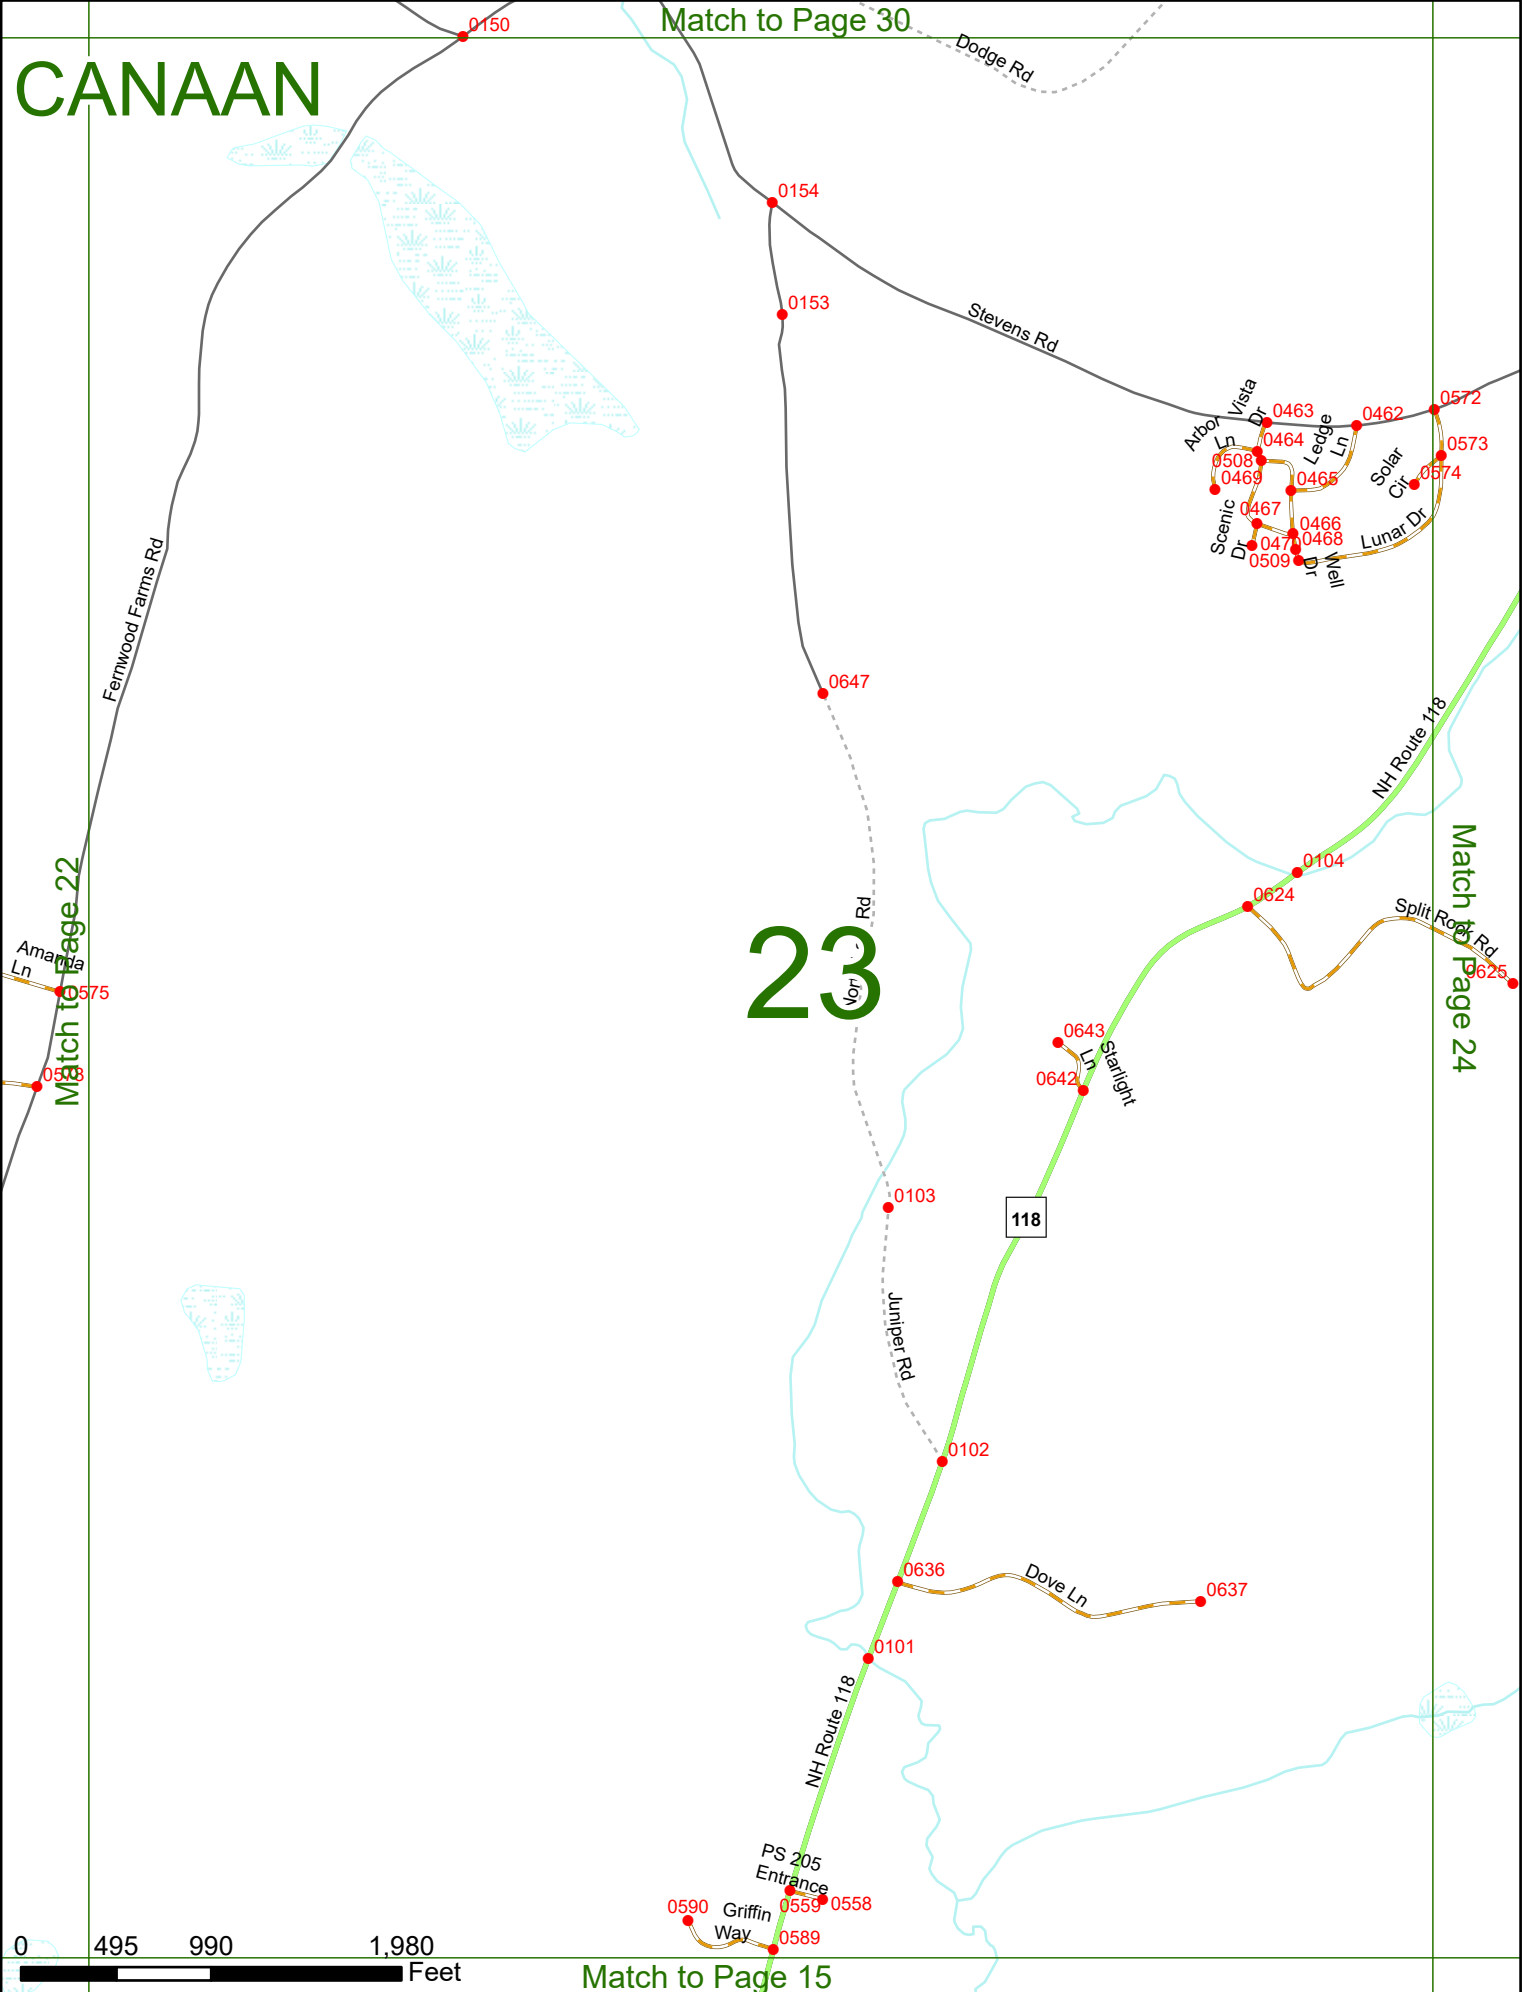 Match to Page 30
0150
CANAAN
Dodge Rd
0154
0153
Stevens Rd
Vista
Dr
0463
0462
0572
Arbor
Ln
Ledge
Ln
0464
0508
0469
0465
0573
Solar
Cir
0574
0467
0466
0468
Scenic
Dr
047
0509
Well
Dr
Lunar Dr
Fernwood Farms Rd
0647
NH Route 118
Match to Page 22
Match to Page 24
0104
0624
Rd
Split Rock Rd
0625
Amanda
Ln
23
0643
Starlight
Ln
0642
0103
118
Juniper Rd
0102
0636
Dove Ln
0637
0101
NH Route 118
PS 205
Entrance
0559
0558
0590
Griffin
Way
0589
0 495 990 1,980
Feet
Match to Page 15